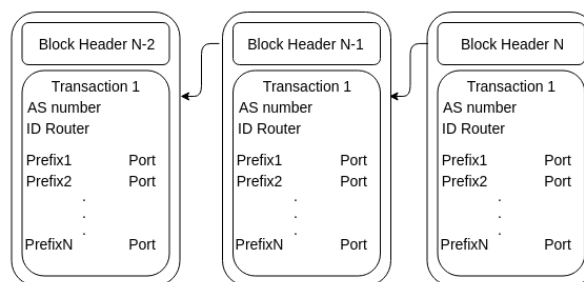 Block Header N-2
Transaction 1
AS number
ID Router
Prefix1 Port
Prefix2 Port
.
.
.
PrefixN Port
Block Header N-1
Transaction 1
AS number
ID Router
Prefix1 Port
Prefix2 Port
.
.
.
PrefixN Port
Block Header N
Transaction 1
AS number
ID Router
Prefix1 Port
Prefix2 Port
.
.
.
PrefixN Port